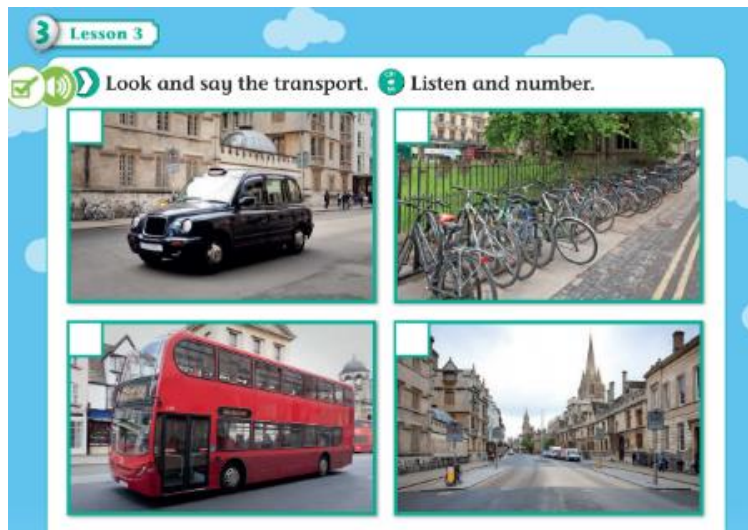 3 Lesson 3
Look and say the transport. Listen and number.